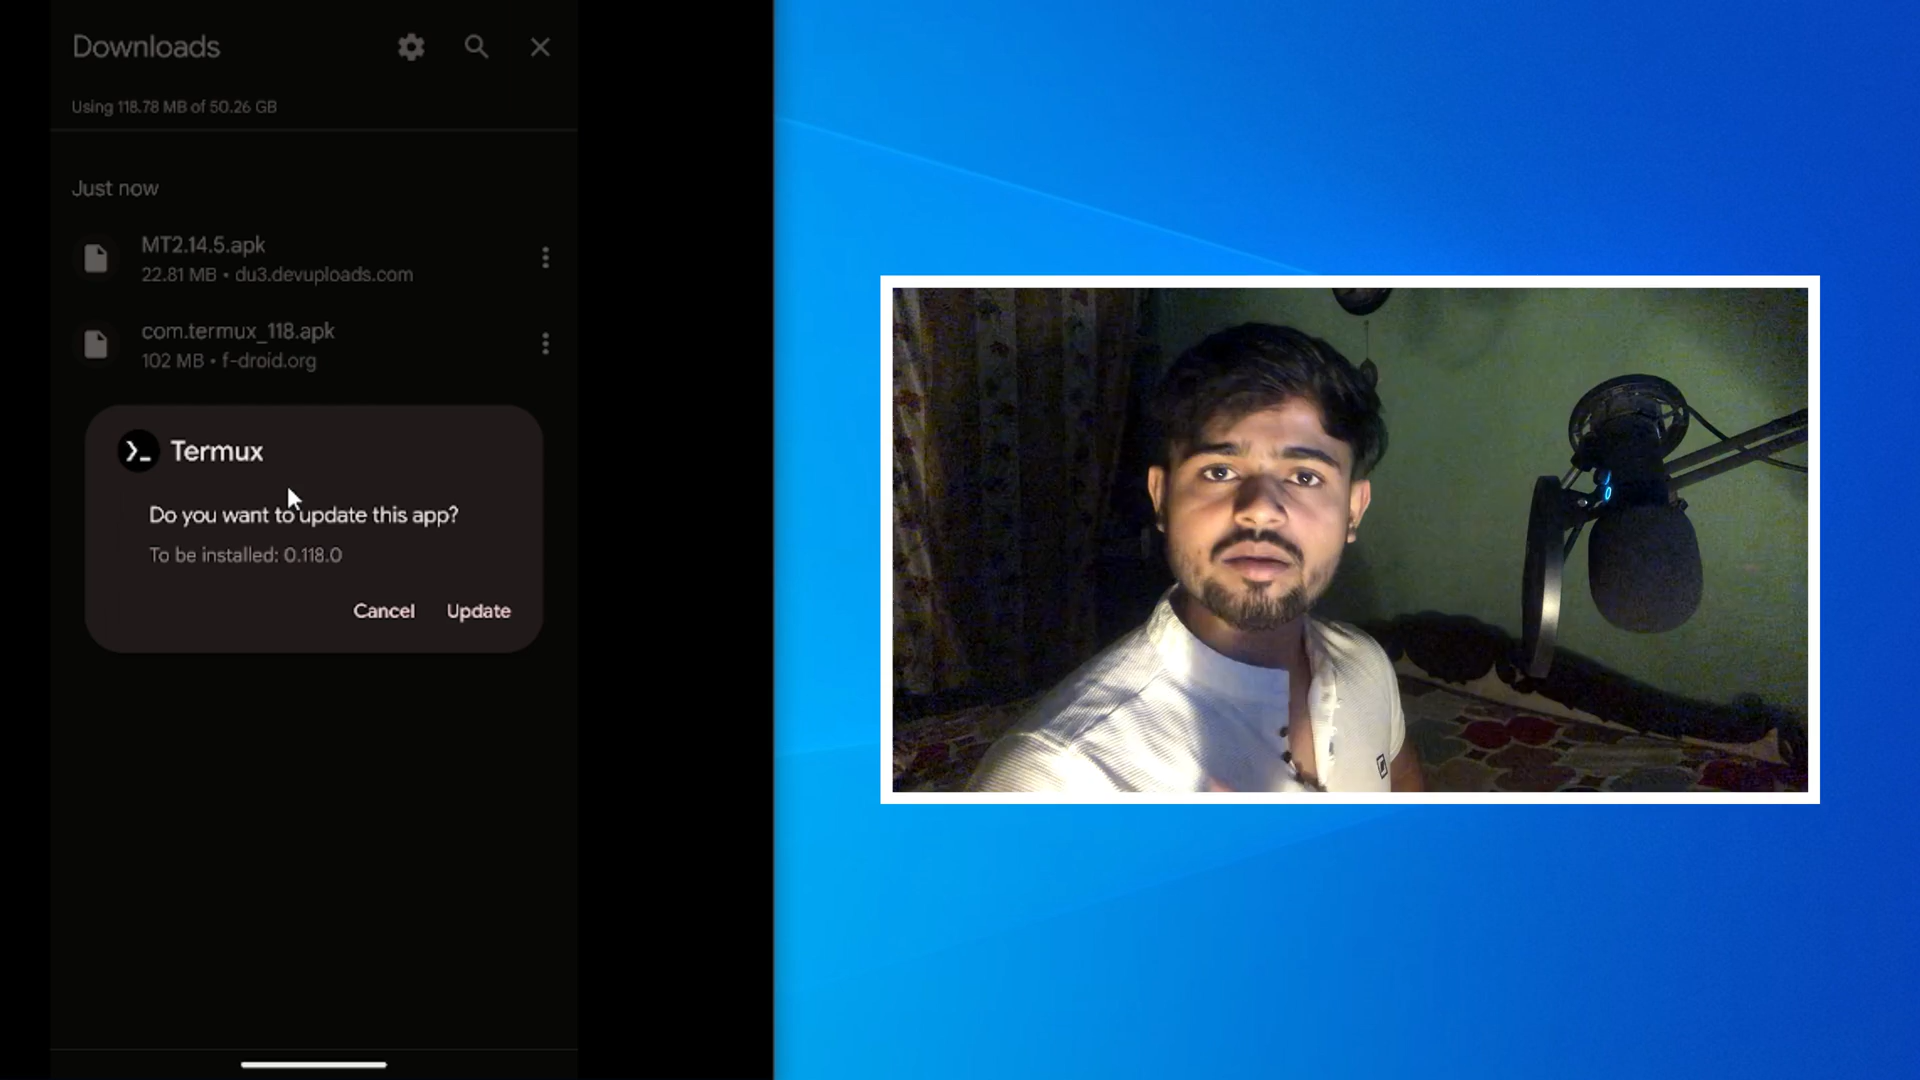 Downloads
Using 118.78 MB of 50.26 GB
Just now
MT2.14.5.apk
22.81 MB • du3.devuploads.com
com.termux_118.apk
102 MB • f-droid.org
Termux
Do you want to update this app?
To be installed: 0.118.0
Cancel Update